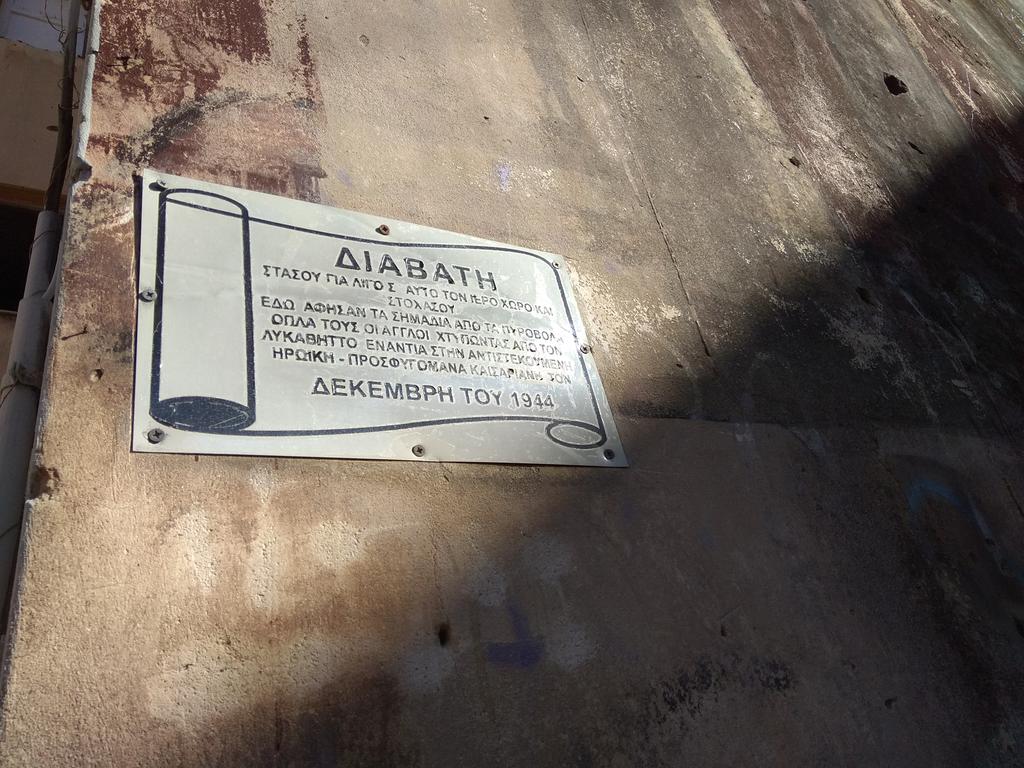 ΔΙΑΒΑΤΗ
ΣΤΑΣΟΥ ΓΙΑ ΛΙΓΟ Σ ΑΥΤΟ ΤΟΝ ΙΕΡΟ ΧΩΡΟ ΚΑΙ
ΣΤΟΧΑΣΟΥ
ΕΔΩ ΑΦΗΣΑΝ ΤΑ ΣΗΜΑΔΙΑ ΑΠΟ ΤΑ ΠΥΡΟΒΟΛΑ
ΟΠΛΑ ΤΟΥΣ ΟΙ ΑΓΓΛΟΙ ΧΤΥΠΩΝΤΑΣ ΑΠΟ ΤΟΝ
ΛΥΚΑΒΗΤΤΟ ΕΝΑΝΤΙΑ ΣΤΗΝ ΑΝΤΙΣΤΕΚΟΥΜΕΝΗ
ΗΡΩΙΚΗ - ΠΡΟΣΦΥΓΟΜΑΝΑ ΚΑΙΣΑΡΙΑΝΗ ΤΟΝ
ΔΕΚΕΜΒΡΗ ΤΟΥ 1944